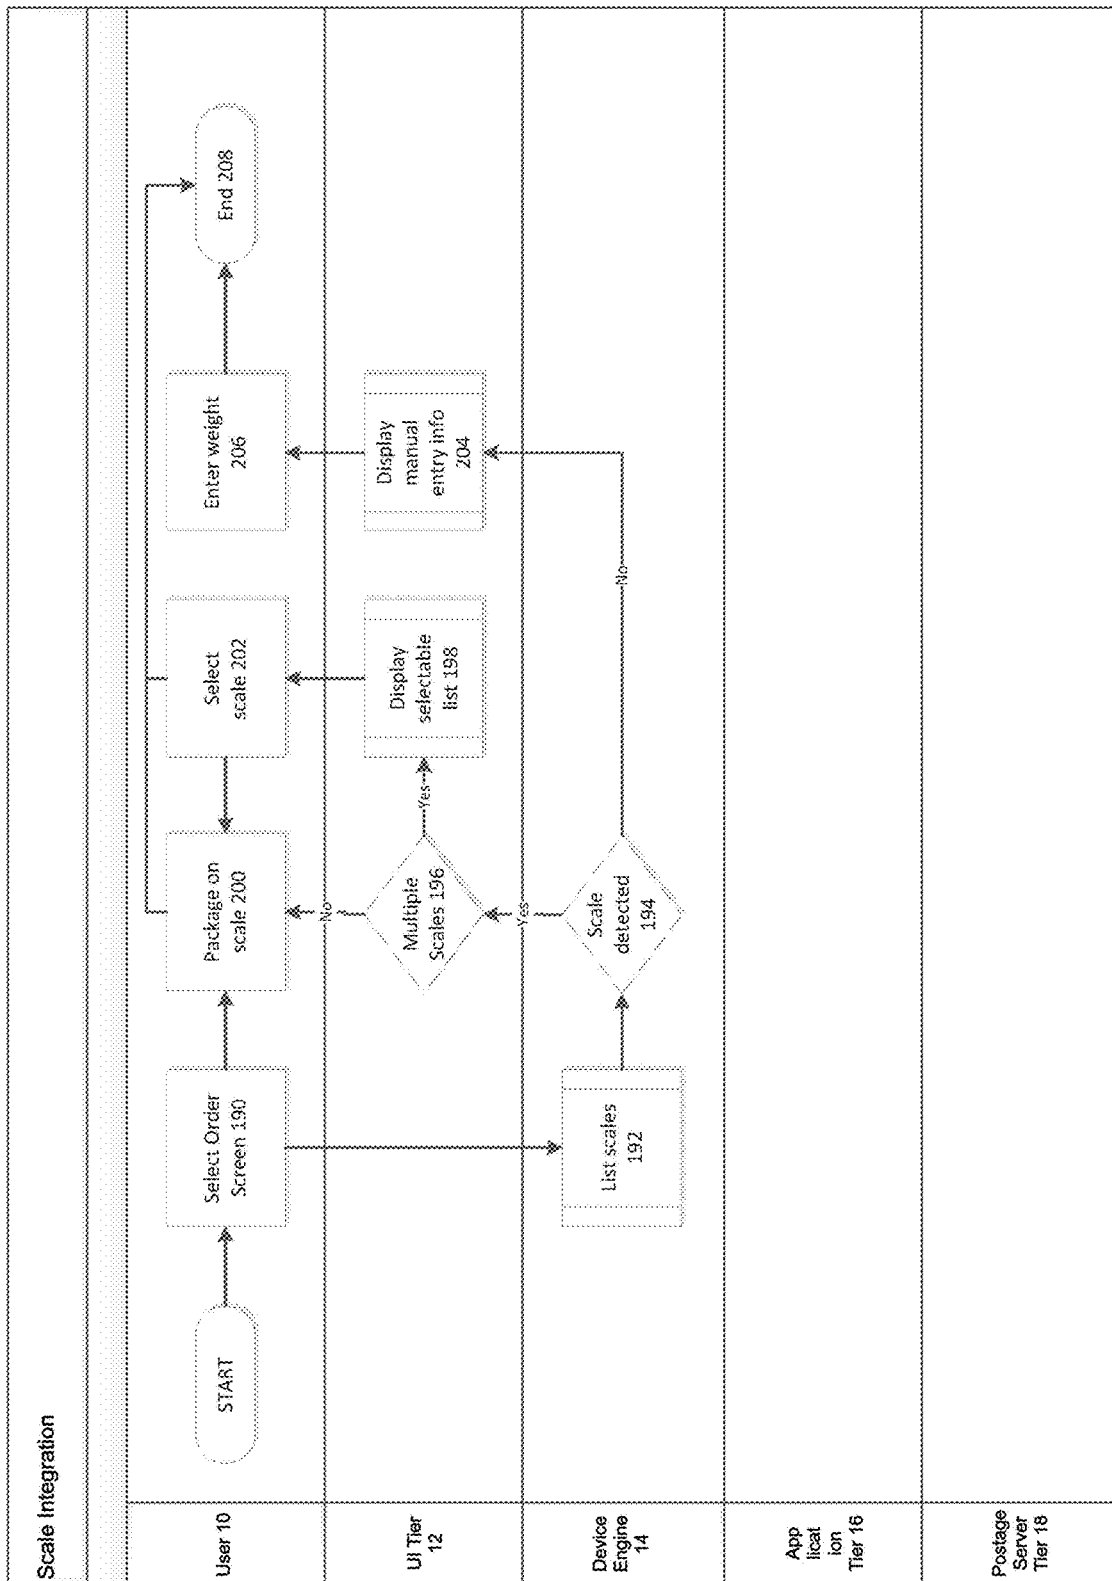 Scale Integration
User 10
START
Select Order
Screen 190
Package on
scale 200
Select
scale 202
Enter weight
206
End 208
UI Tier
12
No
Multiple
Scales 196
Yes
Display
selectable
list 198
Display
manual
entry info
204
Device
Engine
14
List scales
192
Yes
Scale
detected
194
No
App
licat
ion
Tier 16
Postage
Server
Tier 18